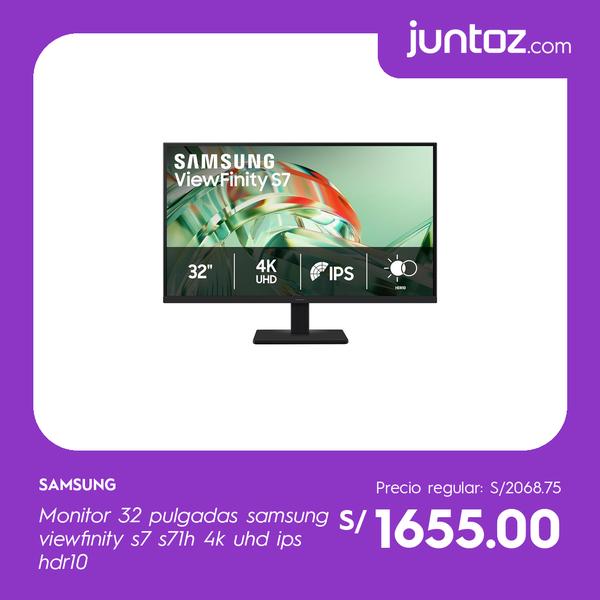 juntoz.com
SAMSUNG
ViewFinity S7
32"
4K
UHD
IPS
HDR10
SAMSUNG
Monitor 32 pulgadas samsung
viewfinity s7 s71h 4k uhd ips
hdr10
Precio regular: S/2068.75
S/ 1655.00